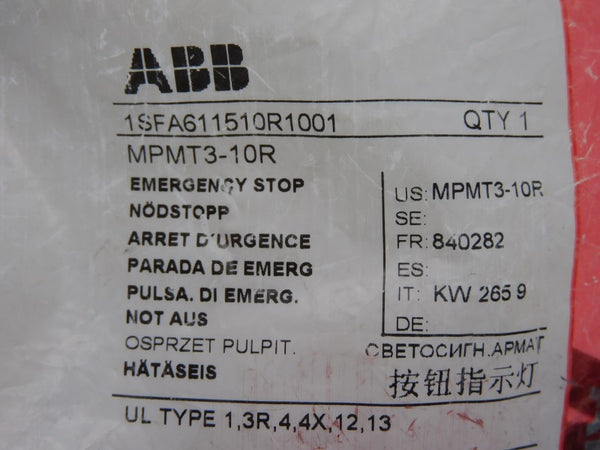 ABB
1SFA611510R1001 QTY 1
MPMT3-10R
EMERGENCY STOP
NÖDSTOPP
ARRET D'URGENCE
PARADA DE EMERG
PULSA. DI EMERG.
NOT AUS
OSPRZET PULPIT.
HÄTÄSEIS
US: MPMT3-10R
SE:
FR: 840282
ES:
IT: KW 265 9
DE:
СВЕТОСИГН.АРМАТ
按钮指示灯
UL TYPE 1,3R,4,4X,12,13